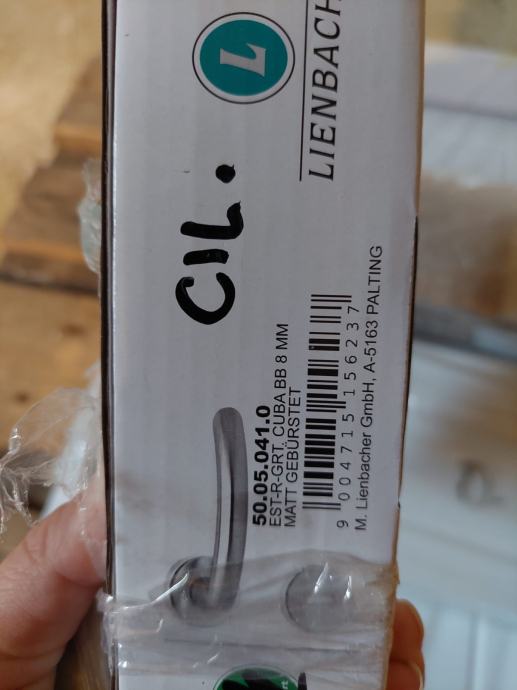 L
LIENBACH
CIL.
50.05.041.0
EST-R-GRT. CUBA BB 8 MM
MATT GEBÜRSTET
9 004715 156237
M. Lienbacher GmbH, A-5163 PALTING